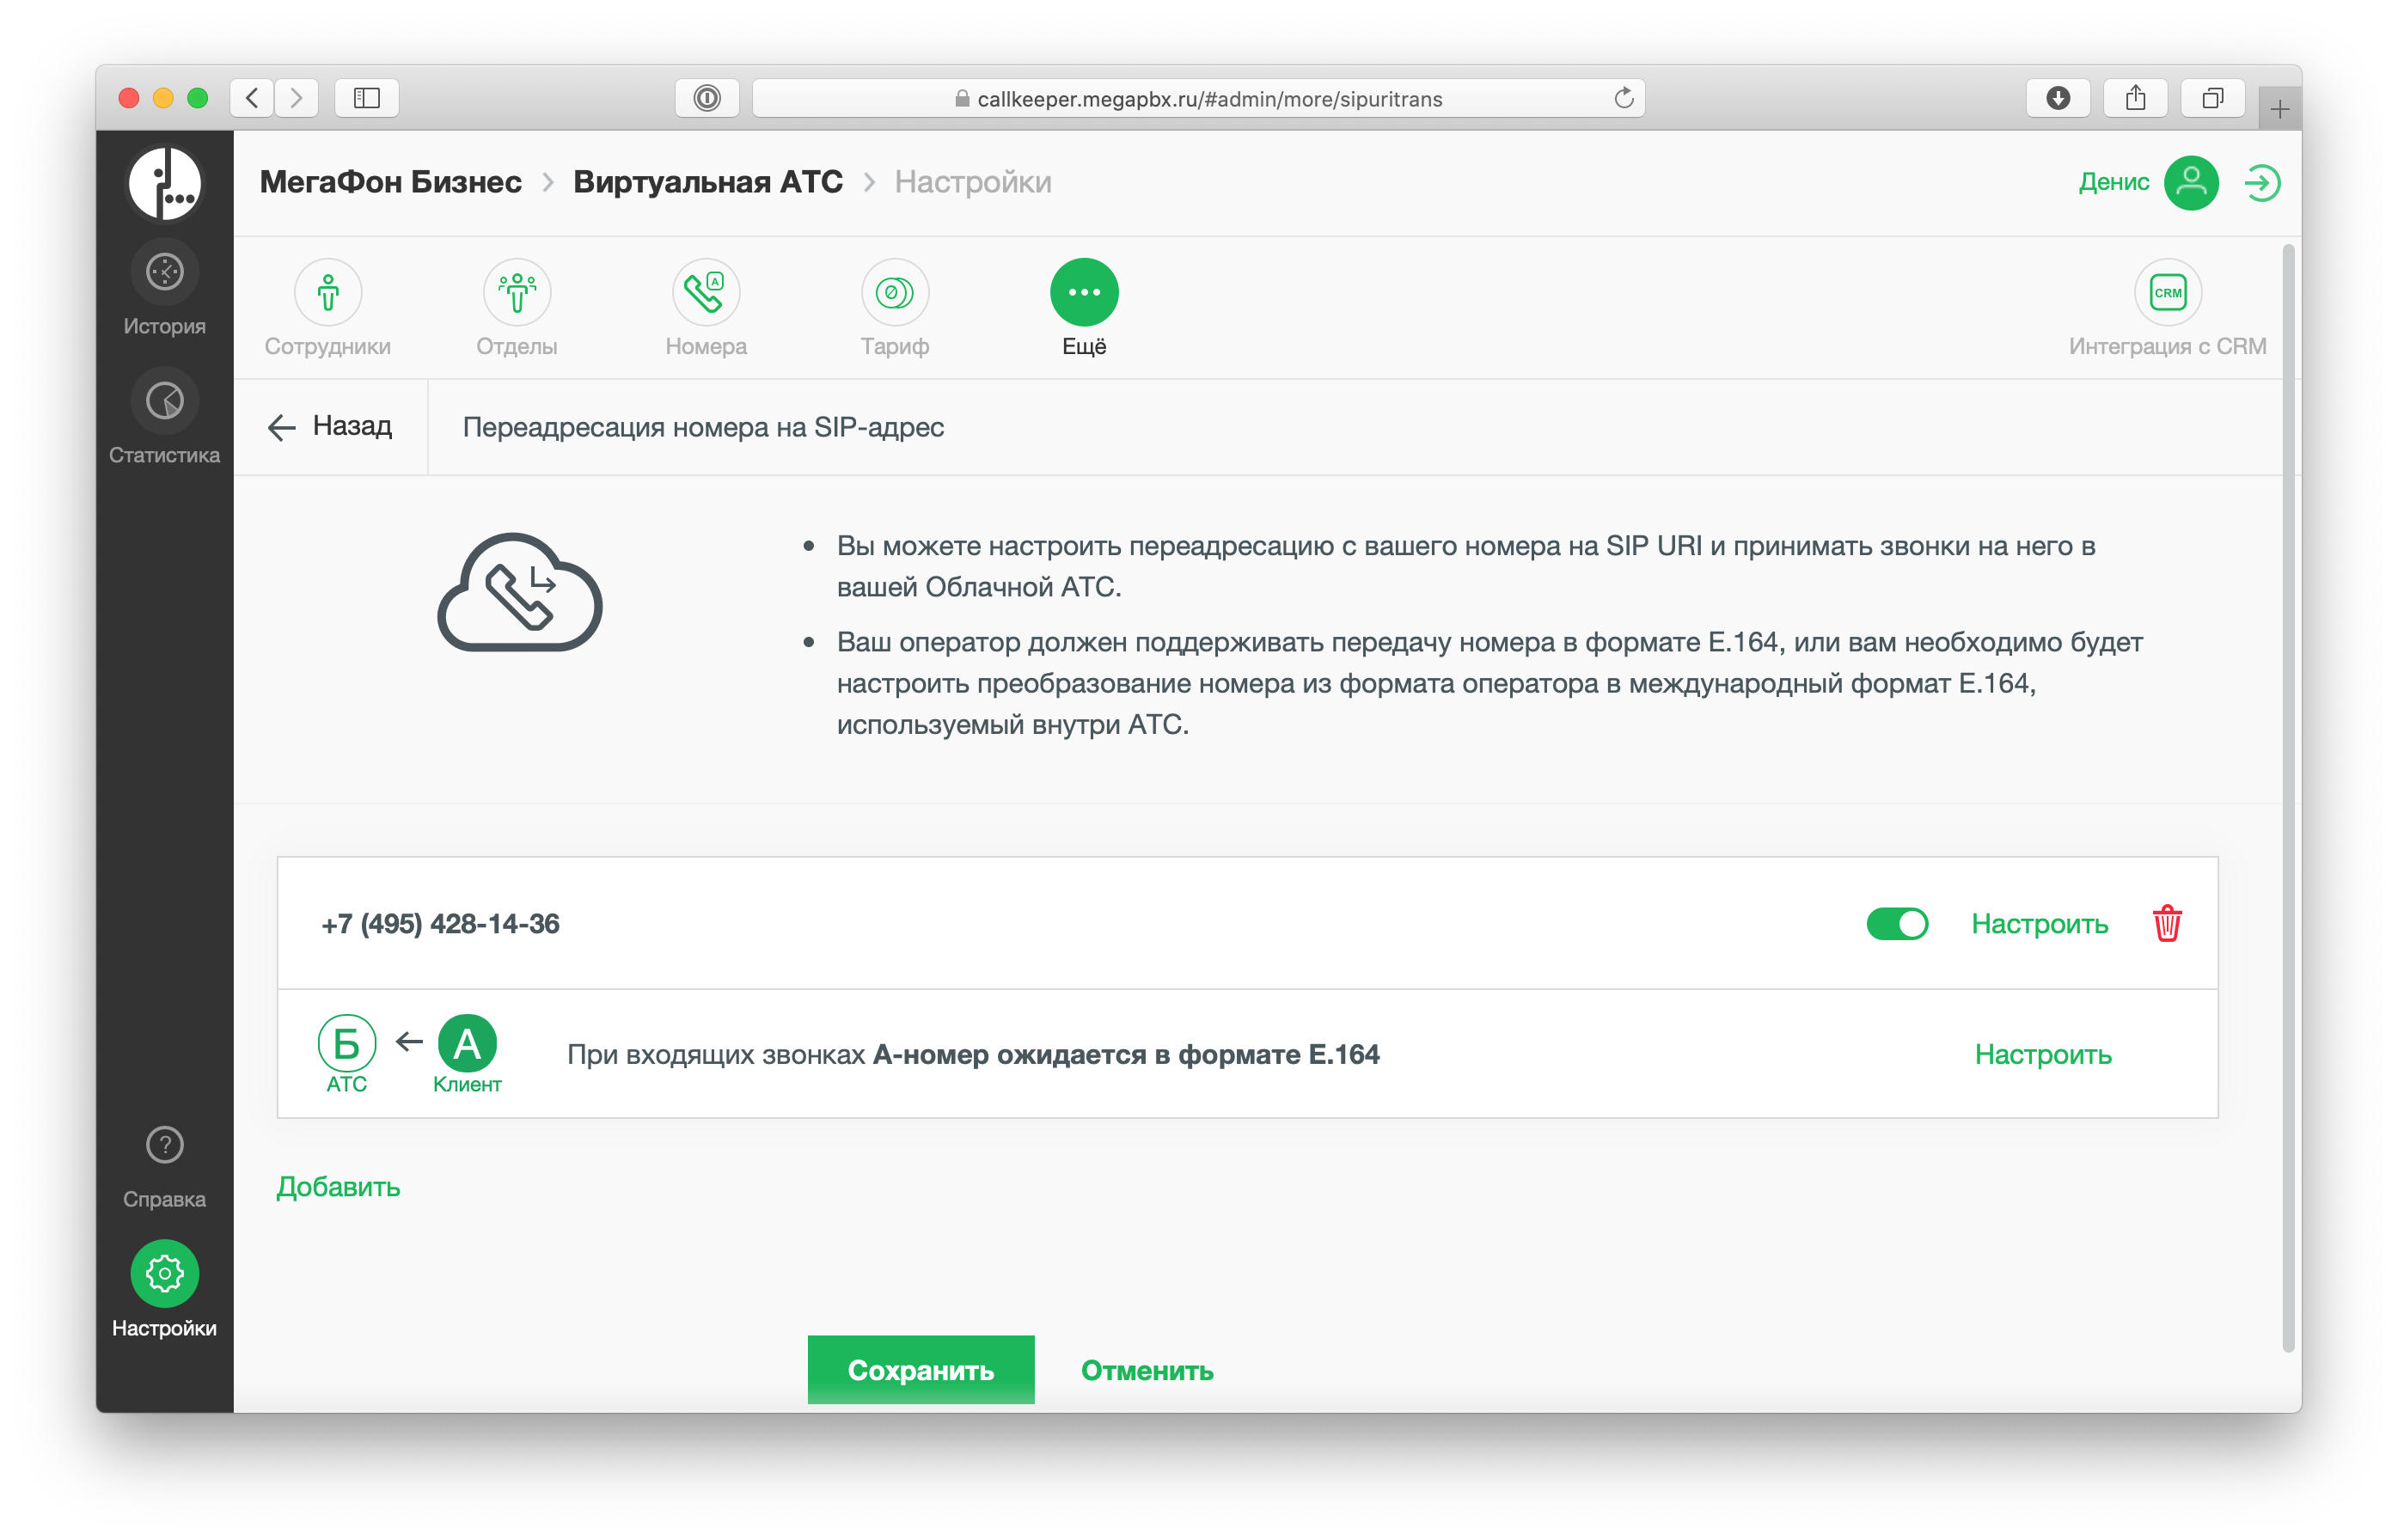 callkeeper.megapbx.ru/#admin/more/sipuritrans
МегаФон Бизнес > Виртуальная АТС > Настройки
Денис
История
Статистика
Справка
Настройки
Сотрудники
Отделы
A
Номера
Тариф
Ещё
CRM
Интеграция с CRM
Назад
Переадресация номера на SIP-адрес
• Вы можете настроить переадресацию с вашего номера на SIP URI и принимать звонки на него в
вашей Облачной АТС.
• Ваш оператор должен поддерживать передачу номера в формате E.164, или вам необходимо будет
настроить преобразование номера из формата оператора в международный формат E.164,
используемый внутри АТС.
+7 (495) 428-14-36
Настроить
Б ← А
АТС Клиент
При входящих звонках А-номер ожидается в формате E.164
Настроить
Добавить
Сохранить
Отменить